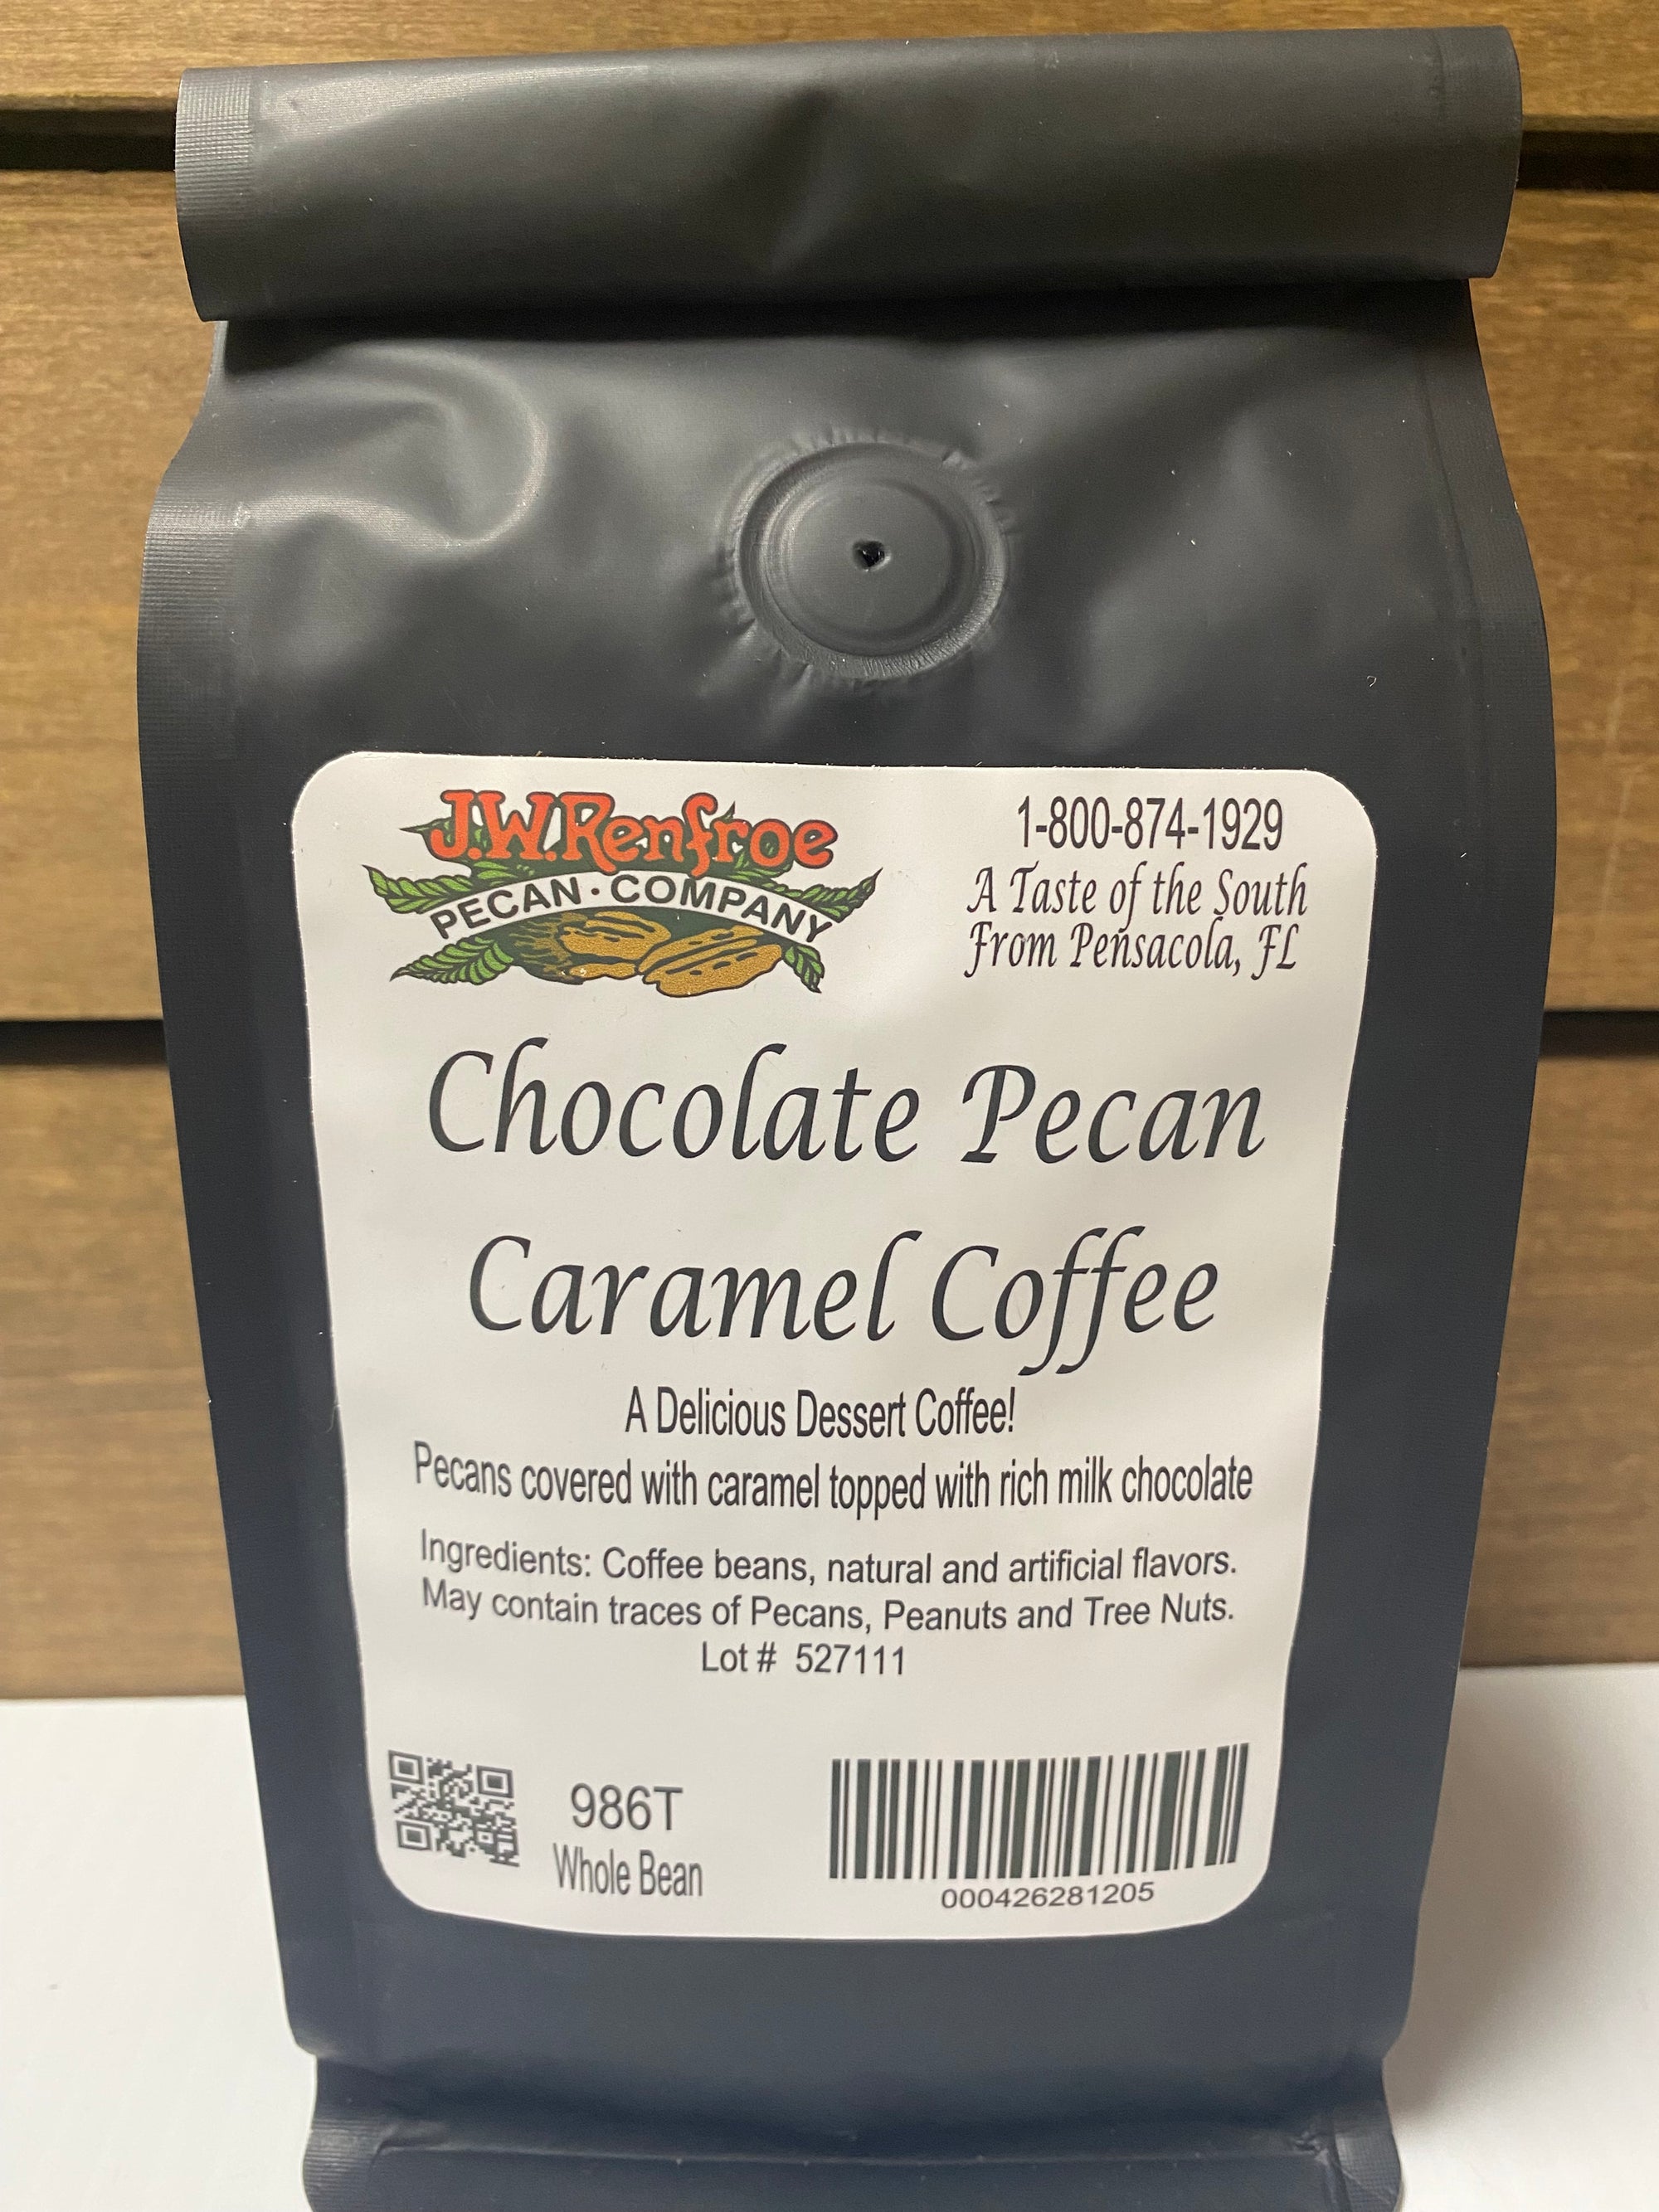 J.W.Renfroe
PECAN·COMPANY
1-800-874-1929
A Taste of the South
From Pensacola, FL
Chocolate Pecan
Caramel Coffee
A Delicious Dessert Coffee!
Pecans covered with caramel topped with rich milk chocolate
Ingredients: Coffee beans, natural and artificial flavors.
May contain traces of Pecans, Peanuts and Tree Nuts.
Lot # 527111
986T
Whole Bean
000426281205